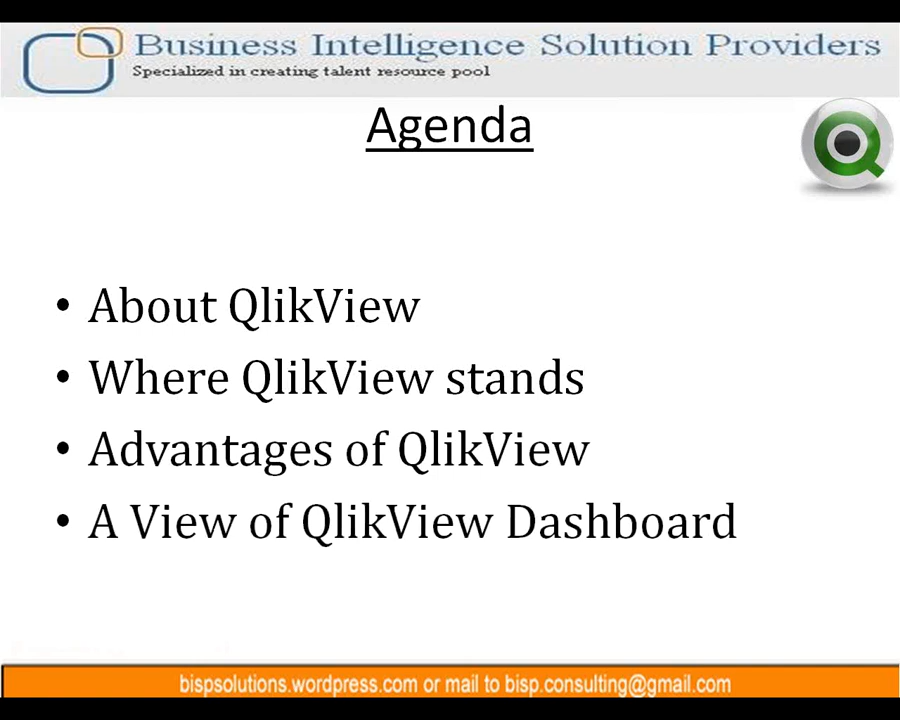 Business Intelligence Solution Providers
Specialized in creating talent resource pool
Agenda
• About QlikView
• Where QlikView stands
• Advantages of QlikView
• A View of QlikView Dashboard
bispsolutions.wordpress.com or mail to bisp.consulting@gmail.com